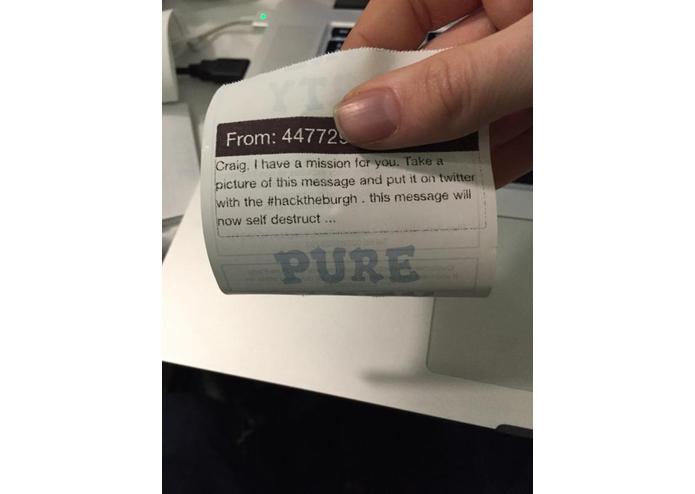 From: 44772
Craig, I have a mission for you. Take a
picture of this message and put it on twitter
with the #hacktheburgh . this message will
now self destruct ...
PURE